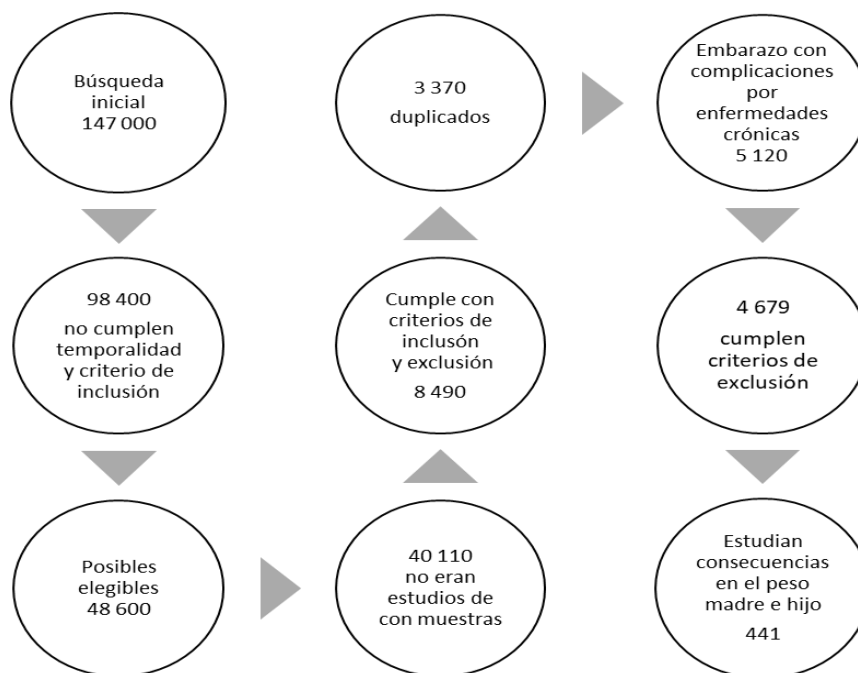 Búsqueda
inicial
147 000
98 400
no cumplen
temporalidad
y criterio de
inclusión
Posibles
elegibles
48 600
40 110
no eran
estudios de
con muestras
Cumple con
criterios de
inclusón
y exclusión
8 490
3 370
duplicados
Embarazo con
complicaciones
por
enfermedades
crónicas
5 120
4 679
cumplen
criterios de
exclusión
Estudian
consecuencias
en el peso
madre e hijo
441